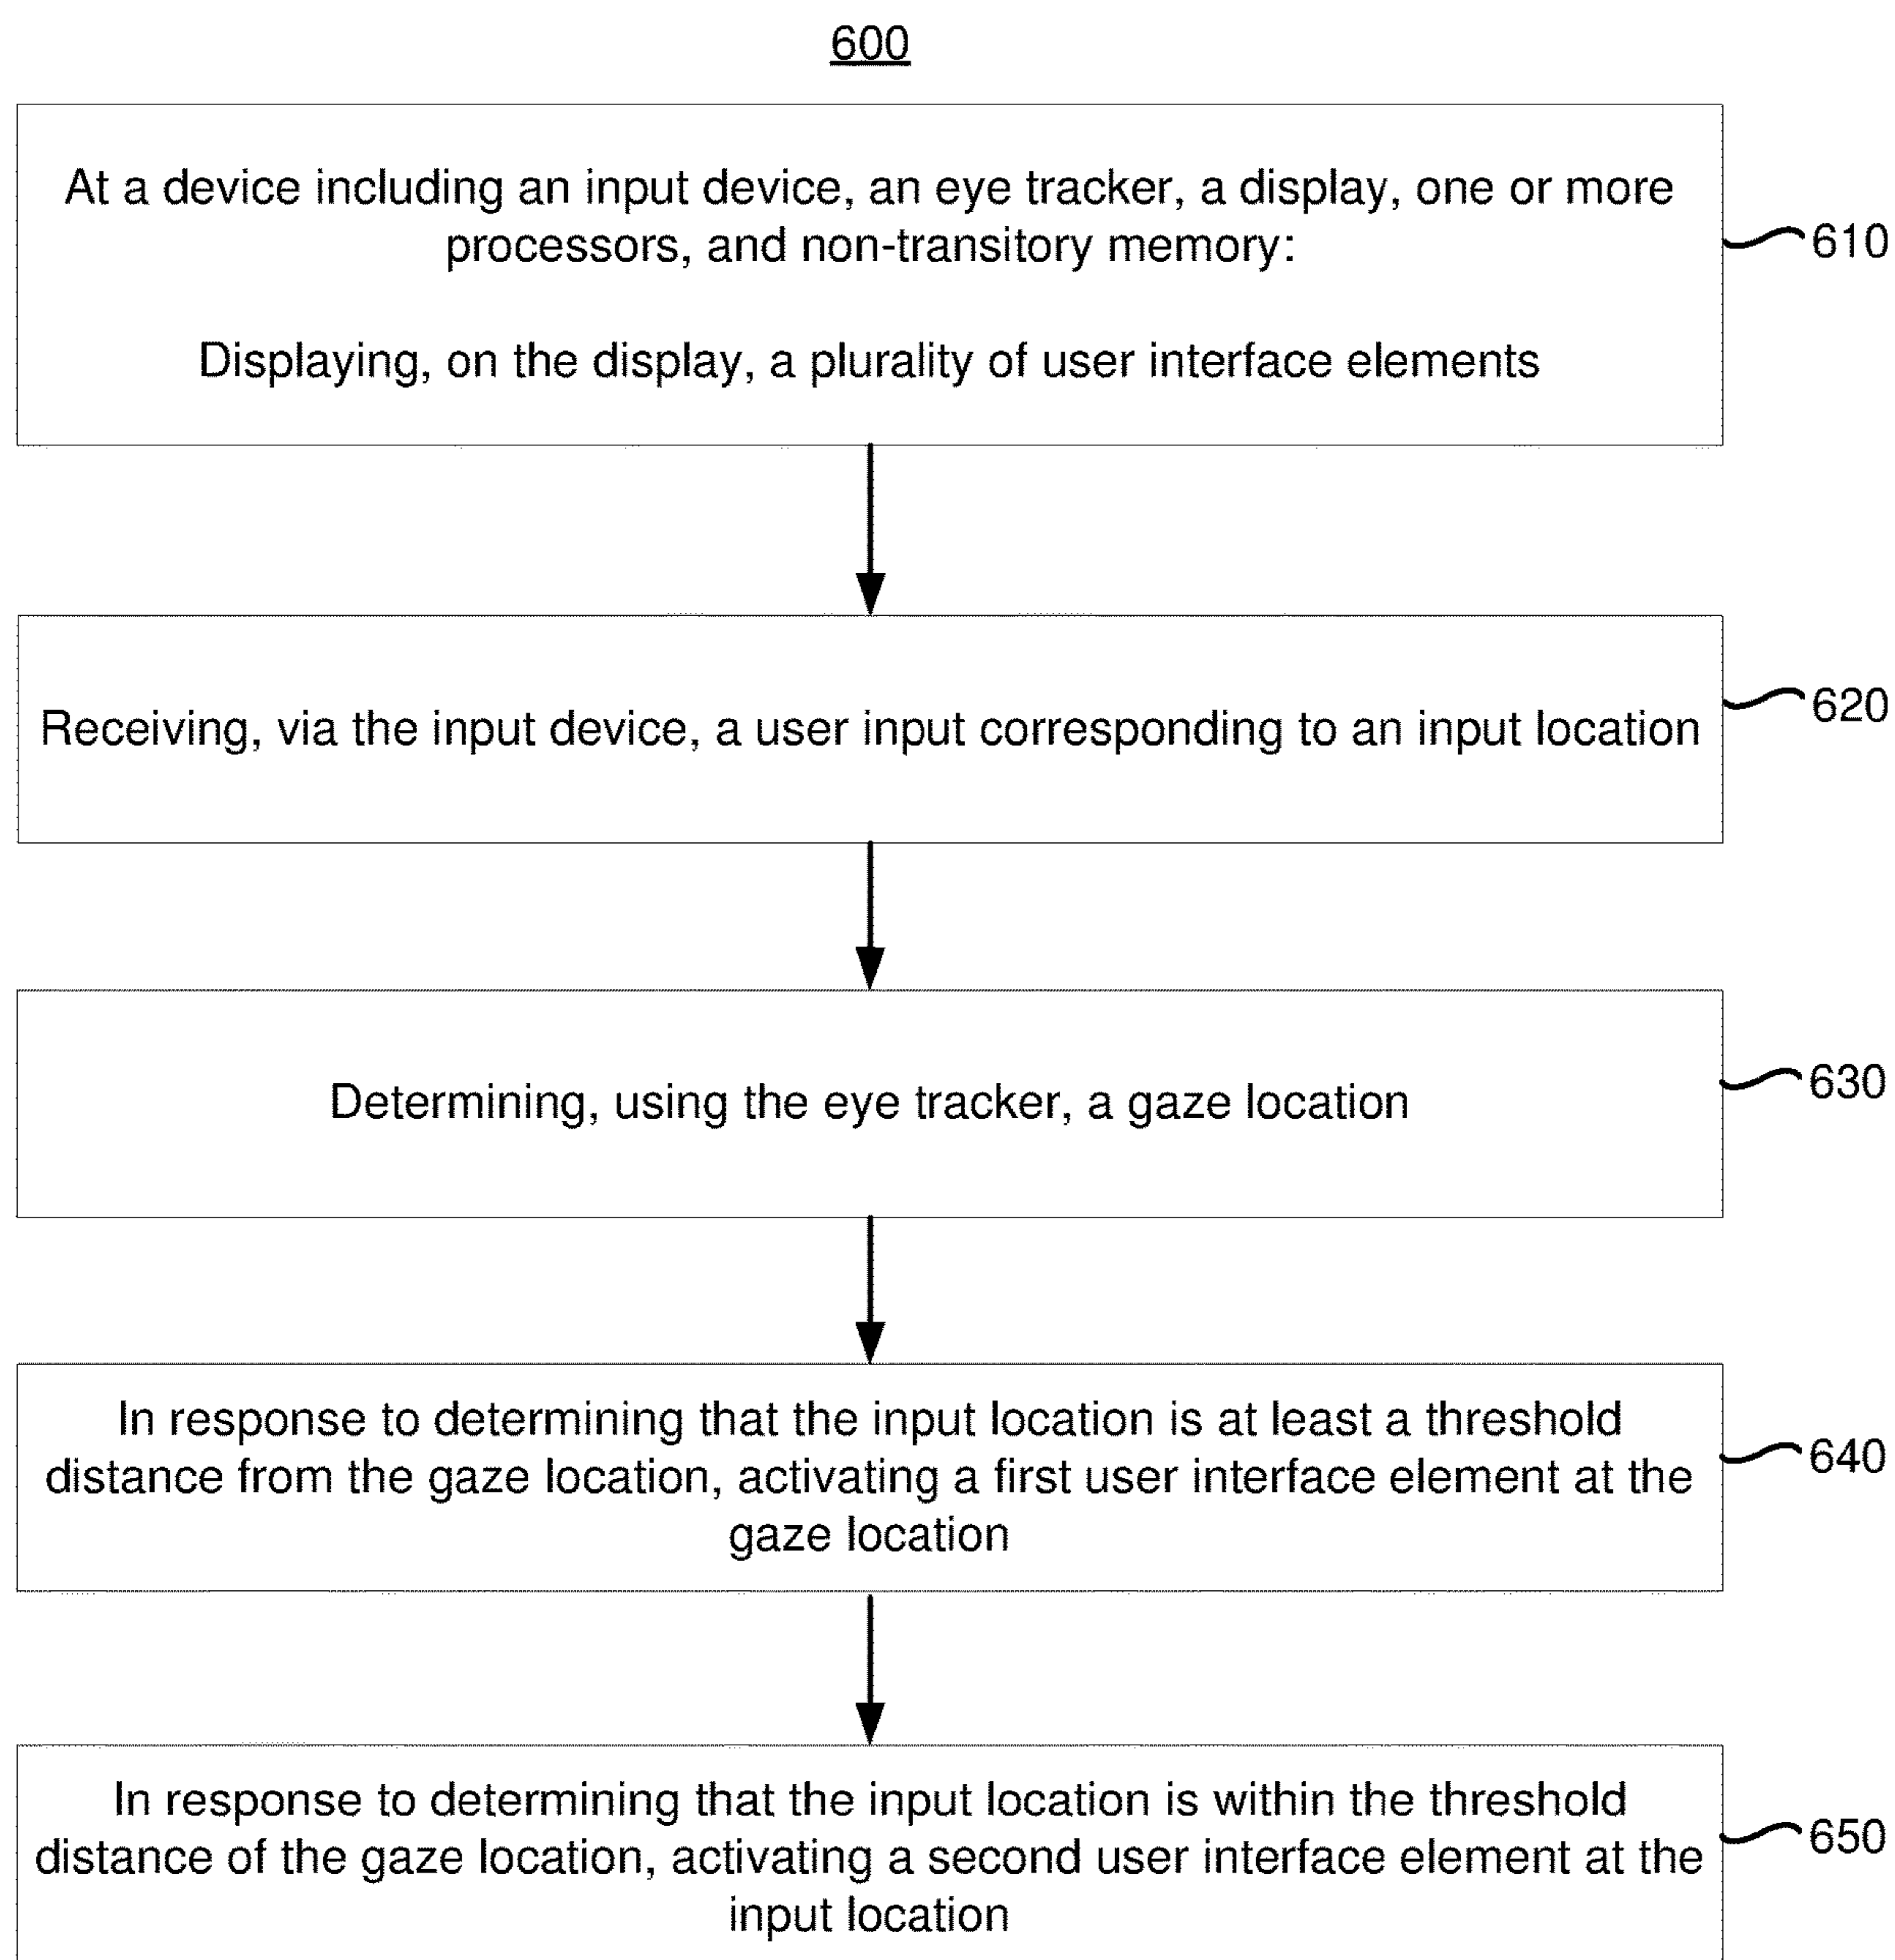 600
At a device including an input device, an eye tracker, a display, one or more
processors, and non-transitory memory:
Displaying, on the display, a plurality of user interface elements
610
Receiving, via the input device, a user input corresponding to an input location
620
Determining, using the eye tracker, a gaze location
630
In response to determining that the input location is at least a threshold
distance from the gaze location, activating a first user interface element at the
gaze location
640
In response to determining that the input location is within the threshold
distance of the gaze location, activating a second user interface element at the
input location
650